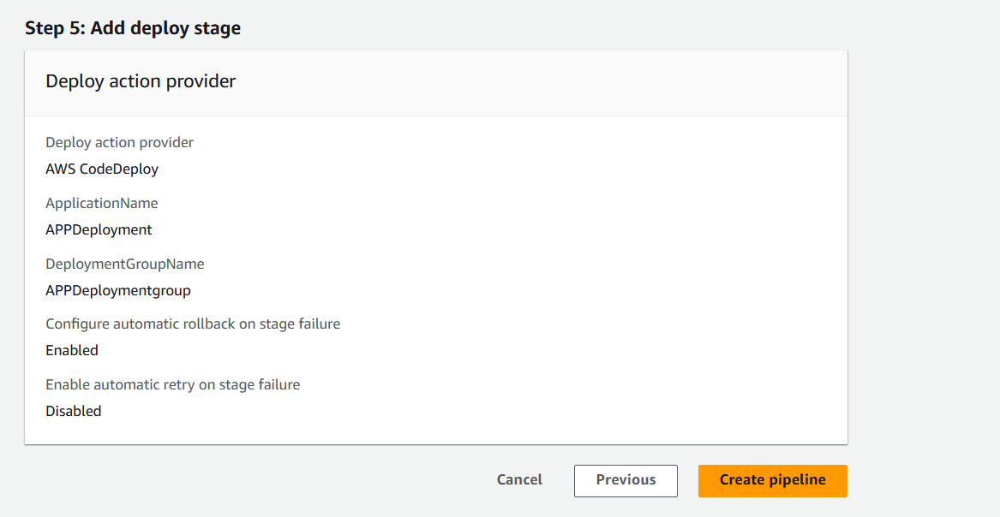 Step 5: Add deploy stage
Deploy action provider
Deploy action provider
AWS CodeDeploy
ApplicationName
APPDeployment
DeploymentGroupName
APPDeploymentgroup
Configure automatic rollback on stage failure
Enabled
Enable automatic retry on stage failure
Disabled
Cancel
Previous
Create pipeline